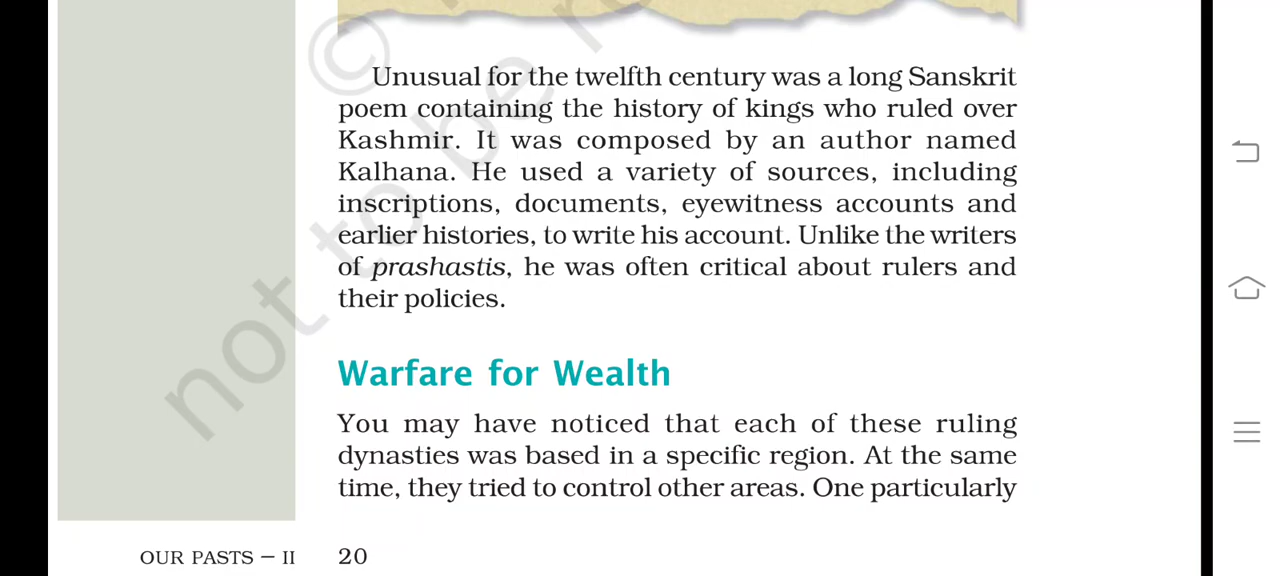 Unusual for the twelfth century was a long Sanskrit
poem containing the history of kings who ruled over
Kashmir. It was composed by an author named
Kalhana. He used a variety of sources, including
inscriptions, documents, eyewitness accounts and
earlier histories, to write his account. Unlike the writers
of prashastis, he was often critical about rulers and
their policies.
Warfare for Wealth
You may have noticed that each of these ruling
dynasties was based in a specific region. At the same
time, they tried to control other areas. One particularly
OUR PASTS – II 20
©
not to be r